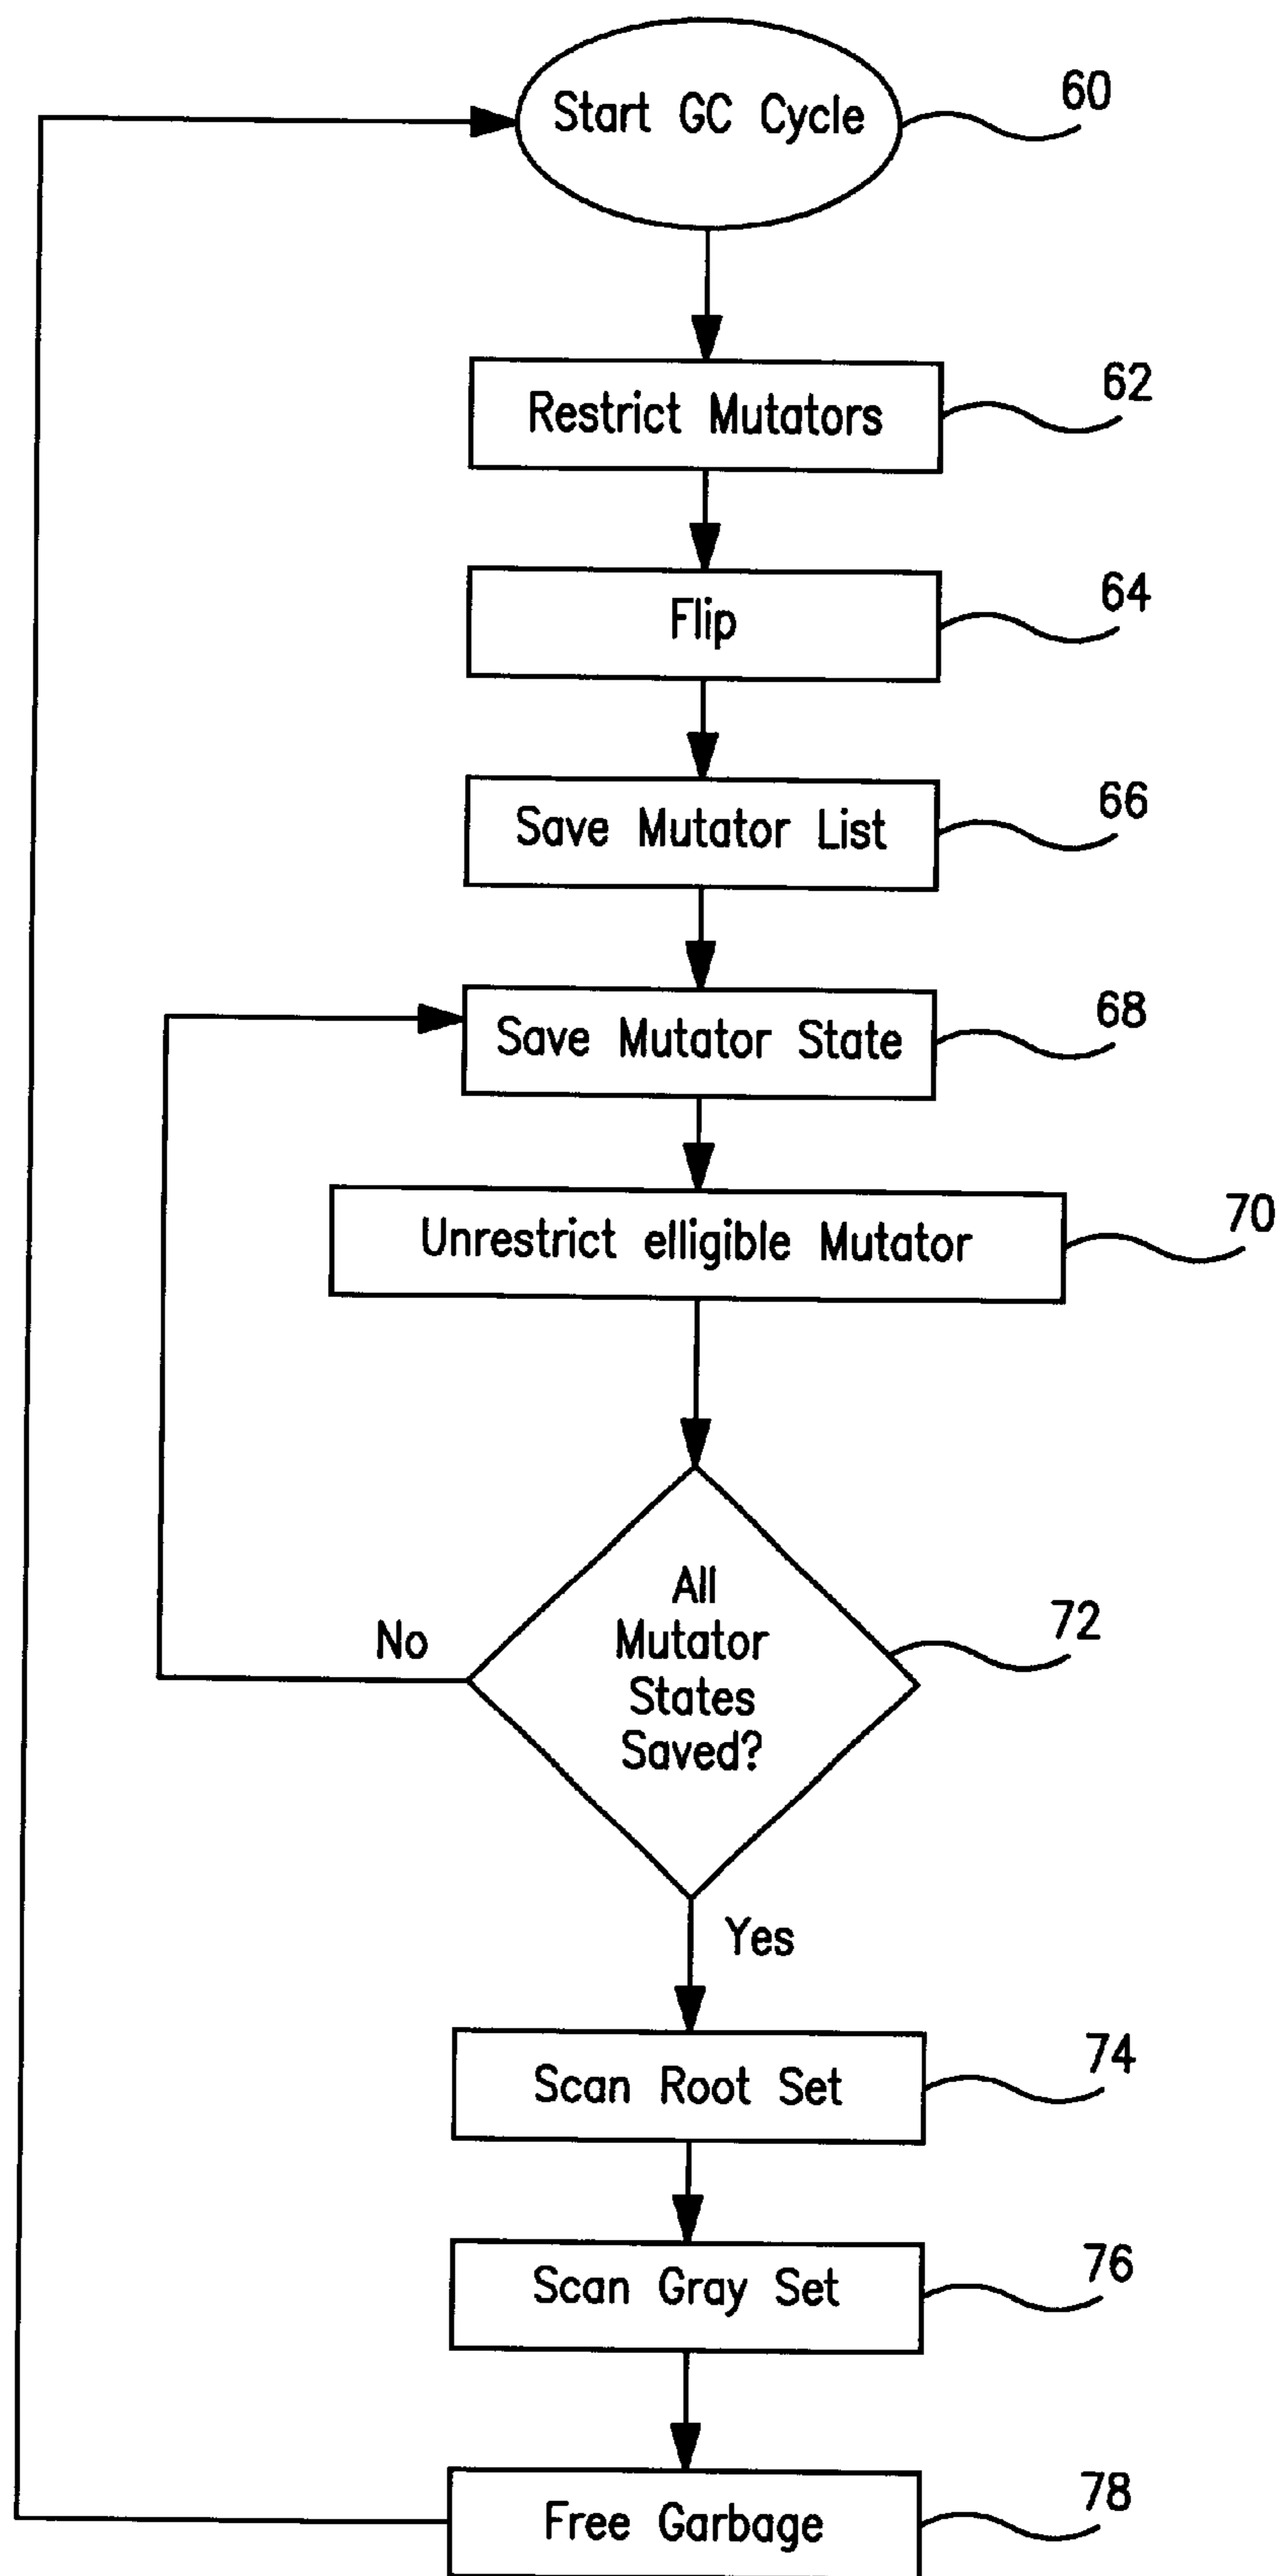 Start GC Cycle
60
Restrict Mutators
62
Flip
64
Save Mutator List
66
Save Mutator State
68
Unrestrict elligible Mutator
70
All
Mutator
States
Saved?
72
No
Yes
Scan Root Set
74
Scan Gray Set
76
Free Garbage
78